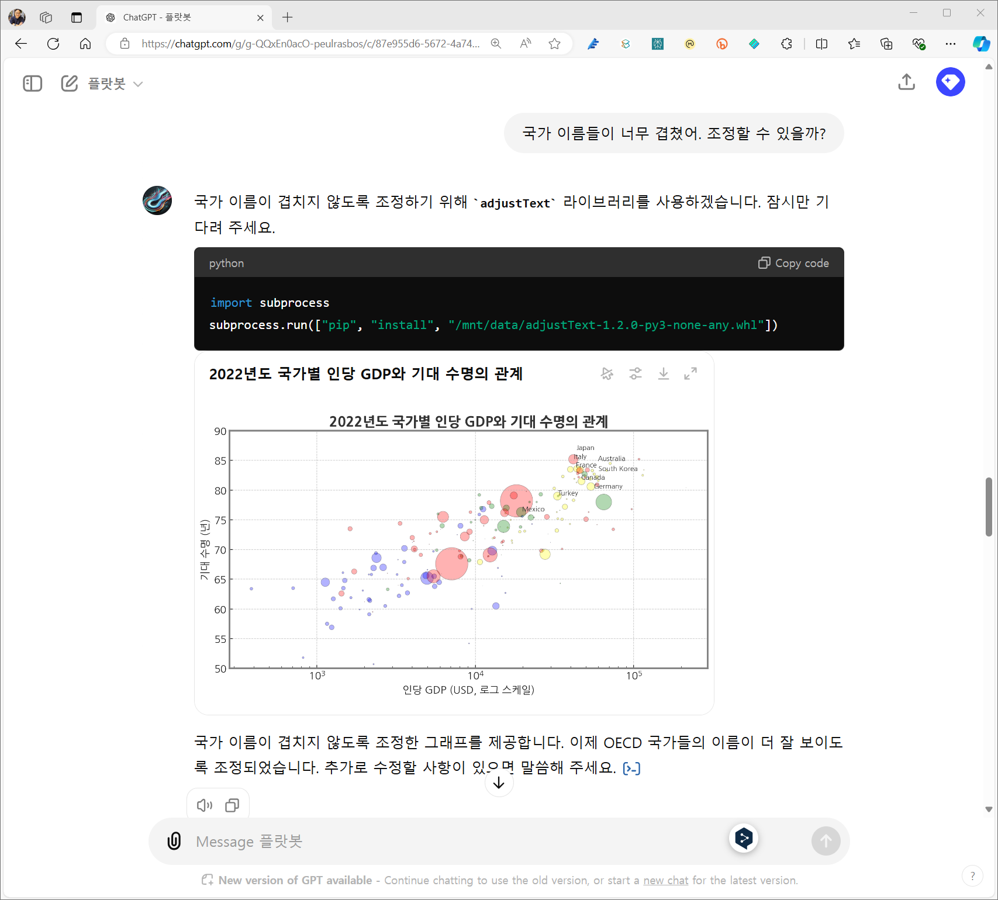 ChatGPT - 플랫봇
https://chatgpt.com/g/g-QQxEn0acO-peulrasbos/c/87e955d6-5672-4a74...
플랫봇
국가 이름들이 너무 겹쳤어. 조정할 수 있을까?
국가 이름이 겹치지 않도록 조정하기 위해 `adjustText` 라이브러리를 사용하겠습니다. 잠시만 기
다려 주세요.
python
Copy code
import subprocess
subprocess.run(["pip", "install", "/mnt/data/adjustText-1.2.0-py3-none-any.whl"])
2022년도 국가별 인당 GDP와 기대 수명의 관계
2022년도 국가별 인당 GDP와 기대 수명의 관계
90
85
80
75
70
65
60
55
50
기대 수명 (년)
Japan
Italy
Australia
France
South Korea
Canada
Germany
Turkey
Mexico
10³
10⁴
10⁵
인당 GDP (USD, 로그 스케일)
국가 이름이 겹치지 않도록 조정한 그래프를 제공합니다. 이제 OECD 국가들의 이름이 더 잘 보이도
록 조정되었습니다. 추가로 수정할 사항이 있으면 말씀해 주세요. [>-]
Message 플랫봇
New version of GPT available - Continue chatting to use the old version, or start a new chat for the latest version.
?